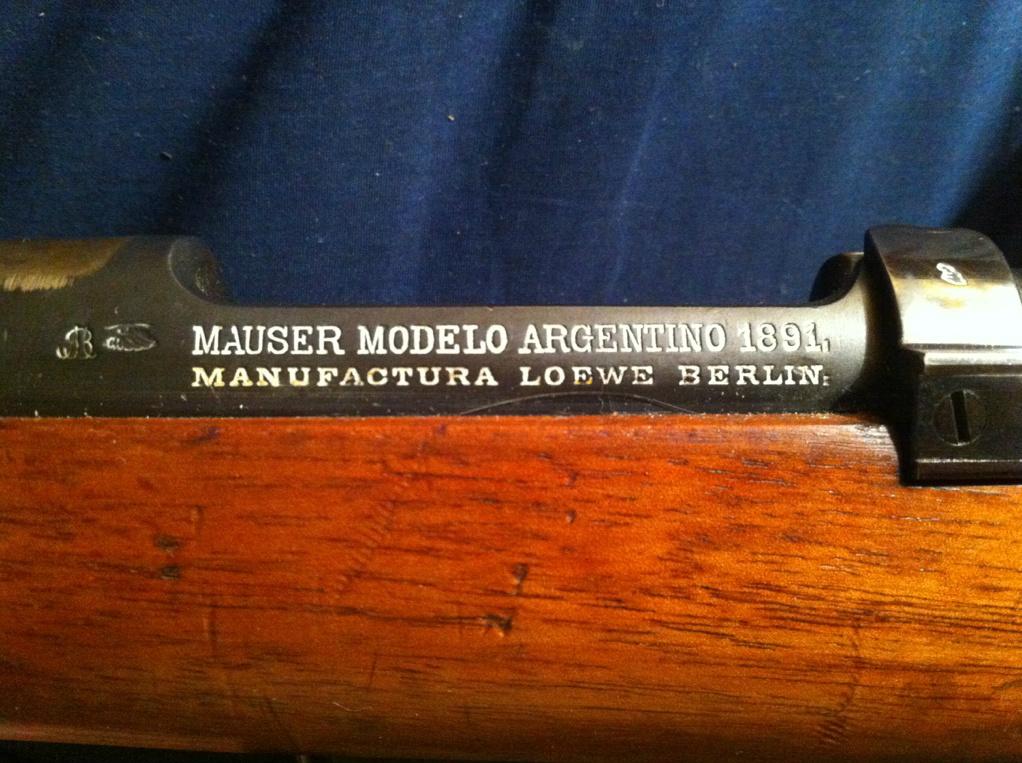 MAUSER MODELO ARGENTINO 1891,
MANUFACTURA LOEWE BERLIN.